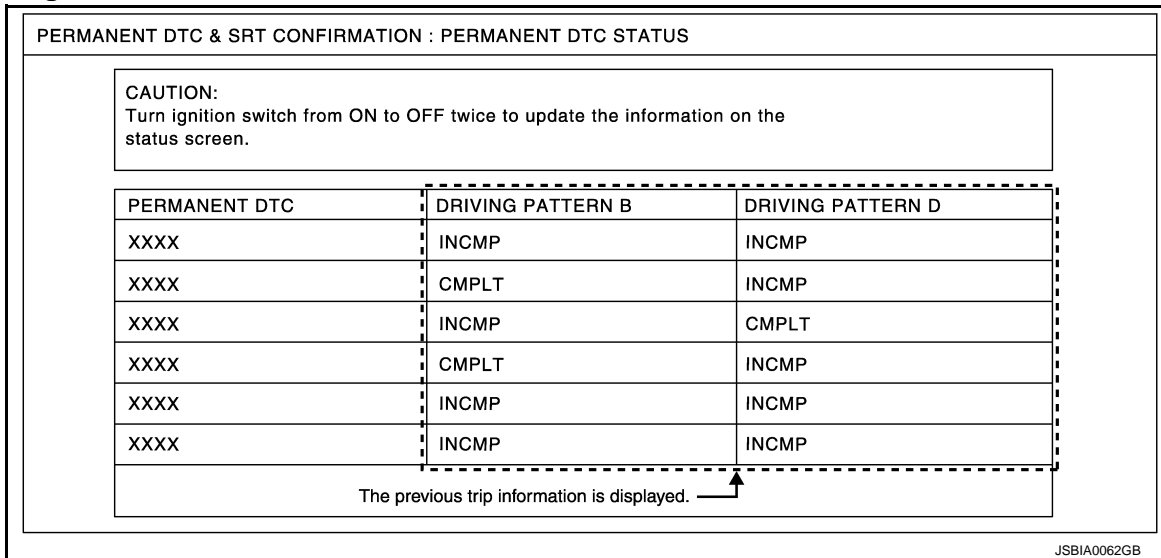 PERMANENT DTC & SRT CONFIRMATION : PERMANENT DTC STATUS
CAUTION:
Turn ignition switch from ON to OFF twice to update the information on the
status screen.
PERMANENT DTC DRIVING PATTERN B DRIVING PATTERN D
XXXX INCMP INCMP
XXXX CMPLT INCMP
XXXX INCMP CMPLT
XXXX CMPLT INCMP
XXXX INCMP INCMP
XXXX INCMP INCMP
The previous trip information is displayed.
JSBIA0062GB